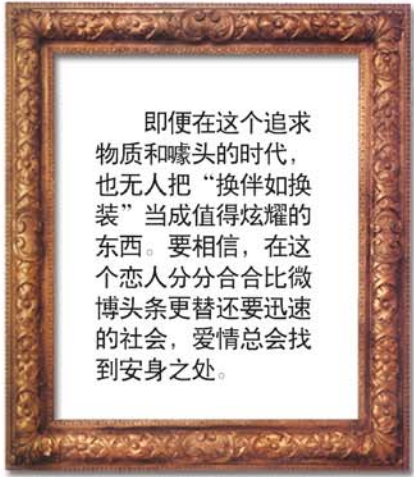 即便在这个追求
物质和噱头的时代，
也无人把“换伴如换
装”当成值得炫耀的
东西。要相信，在这
个恋人分分合合比微
博头条更替还要迅速
的社会，爱情总会找
到安身之处。